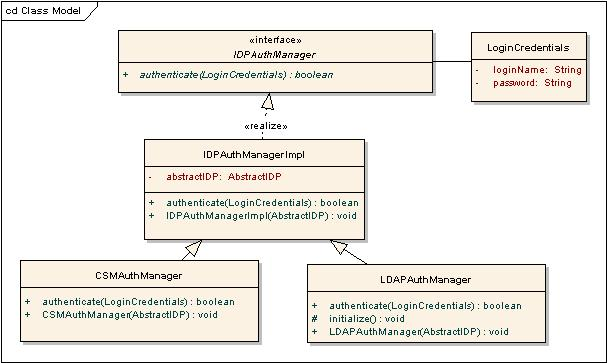 cd Class Model
«interface»
IDPAuthManager
+ authenticate(LoginCredentials) : boolean
LoginCredentials
- loginName: String
- password: String
«realize»
IDPAuthManagerImpl
- abstractIDP: AbstractIDP
+ authenticate(LoginCredentials) : boolean
+ IDPAuthManagerImpl(AbstractIDP) : void
CSMAuthManager
+ authenticate(LoginCredentials) : boolean
+ CSMAuthManager(AbstractIDP) : void
LDAPAuthManager
+ authenticate(LoginCredentials) : boolean
# initialize() : void
+ LDAPAuthManager(AbstractIDP) : void